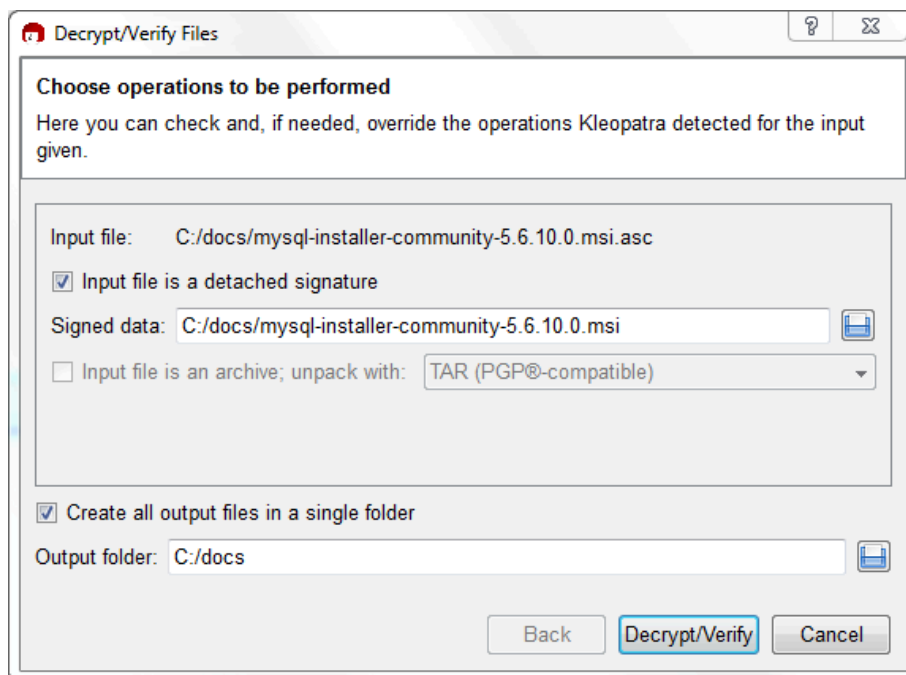 Decrypt/Verify Files
Choose operations to be performed
Here you can check and, if needed, override the operations Kleopatra detected for the input
given.
Input file: C:/docs/mysql-installer-community-5.6.10.0.msi.asc
Input file is a detached signature
Signed data: C:/docs/mysql-installer-community-5.6.10.0.msi
Input file is an archive; unpack with: TAR (PGP®-compatible)
Create all output files in a single folder
Output folder: C:/docs
Back Decrypt/Verify Cancel